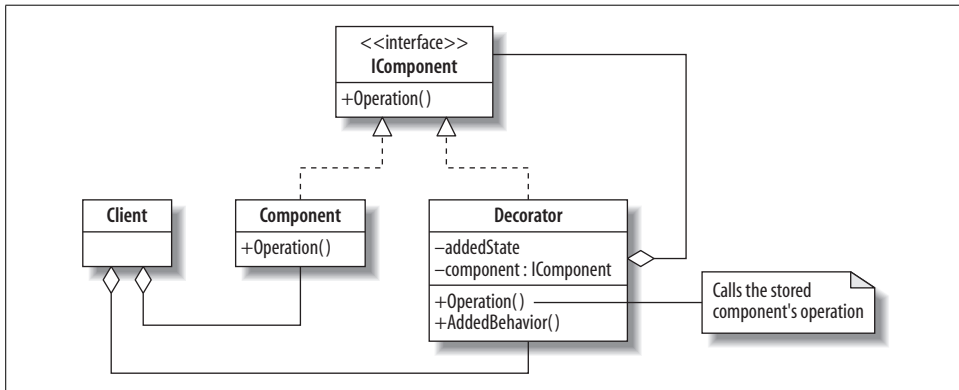 <<interface>>
IComponent
+Operation()
Client
Component
+Operation()
Decorator
–addedState
–component : IComponent
+Operation()
+AddedBehavior()
Calls the stored
component's operation